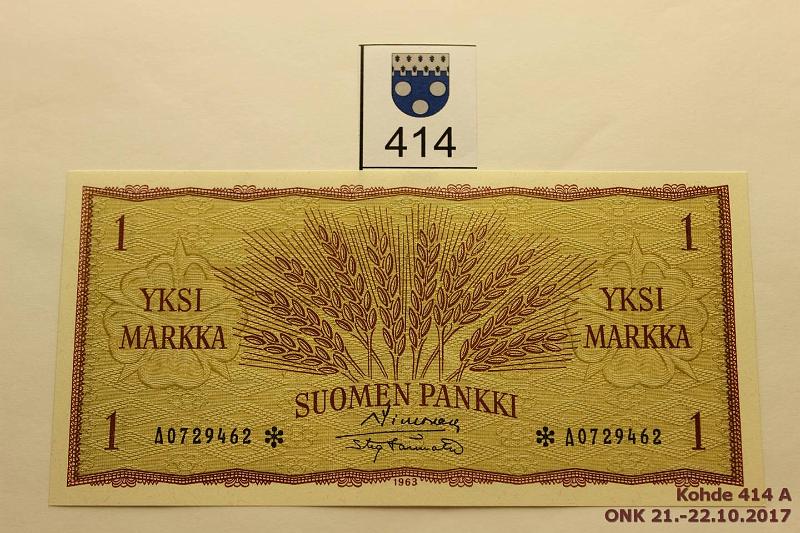 414
1 1
YKSI MARKKA YKSI MARKKA
SUOMEN PANKKI
1 A0729462 * * A0729462 1
1963
Kohde 414 A
ONK 21.-22.10.2017